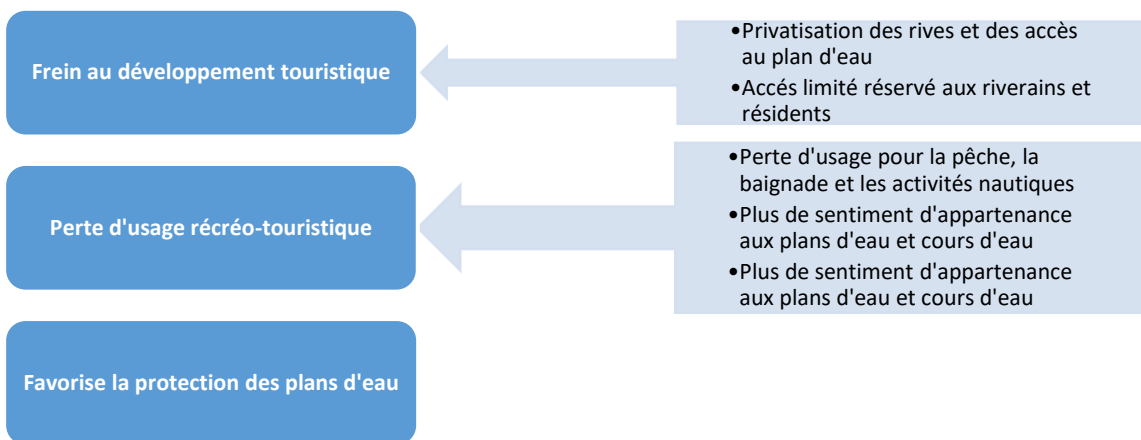 Frein au développement touristique
•Privatisation des rives et des accès
au plan d'eau
•Accés limité réservé aux riverains et
résidents
Perte d'usage récréo-touristique
•Perte d'usage pour la pêche, la
baignade et les activités nautiques
•Plus de sentiment d'appartenance
aux plans d'eau et cours d'eau
•Plus de sentiment d'appartenance
aux plans d'eau et cours d'eau
Favorise la protection des plans d'eau